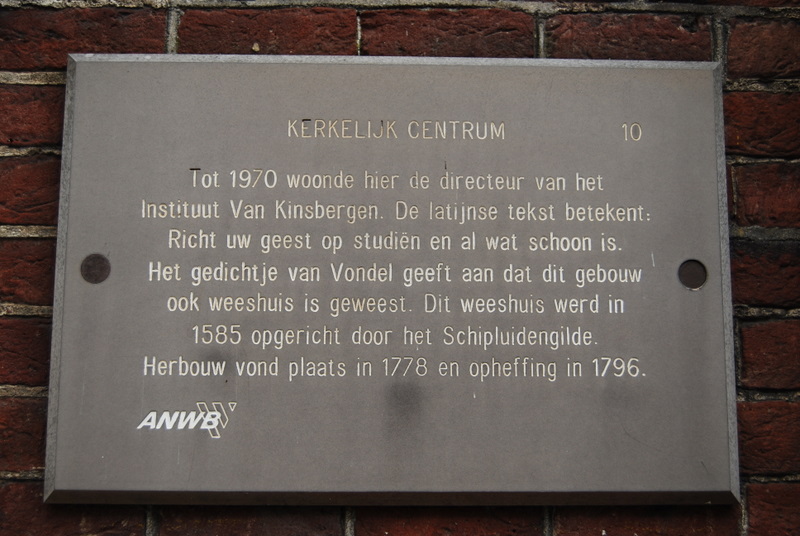 KERKELIJK CENTRUM 10
Tot 1970 woonde hier de directeur van het
Instituut Van Kinsbergen. De latijnse tekst betekent:
Richt uw geest op studiën en al wat schoon is.
Het gedichtje van Vondel geeft aan dat dit gebouw
ook weeshuis is geweest. Dit weeshuis werd in
1585 opgericht door het Schipluidengilde.
Herbouw vond plaats in 1778 en opheffing in 1796.
ANWB